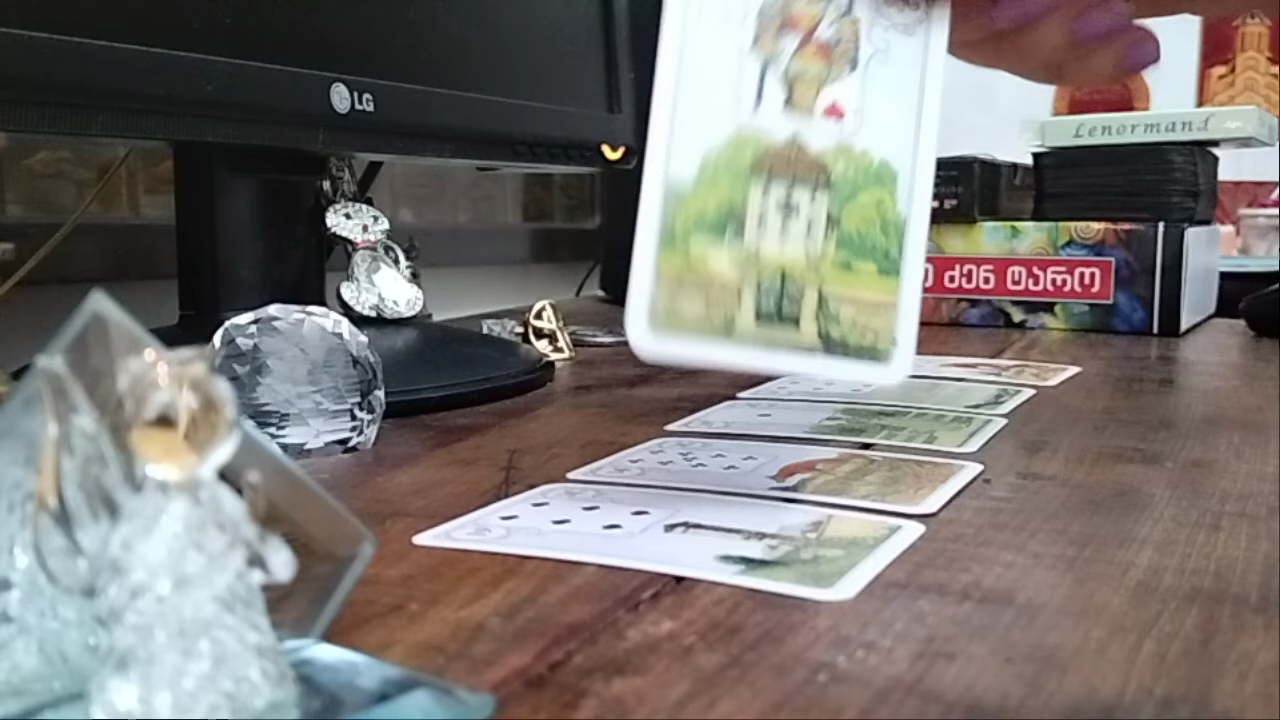 LG
Lenormand
ᲫᲔᲜ ᲢᲐᲠᲝ